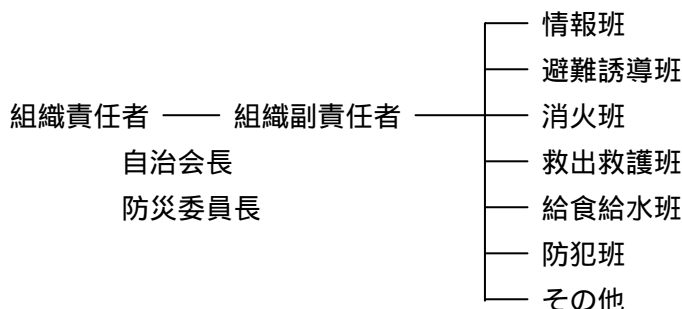 情報班
避難誘導班
組織責任者 組織副責任者 消火班
自治会長 救出救護班
防災委員長 給食給水班
防犯班
その他